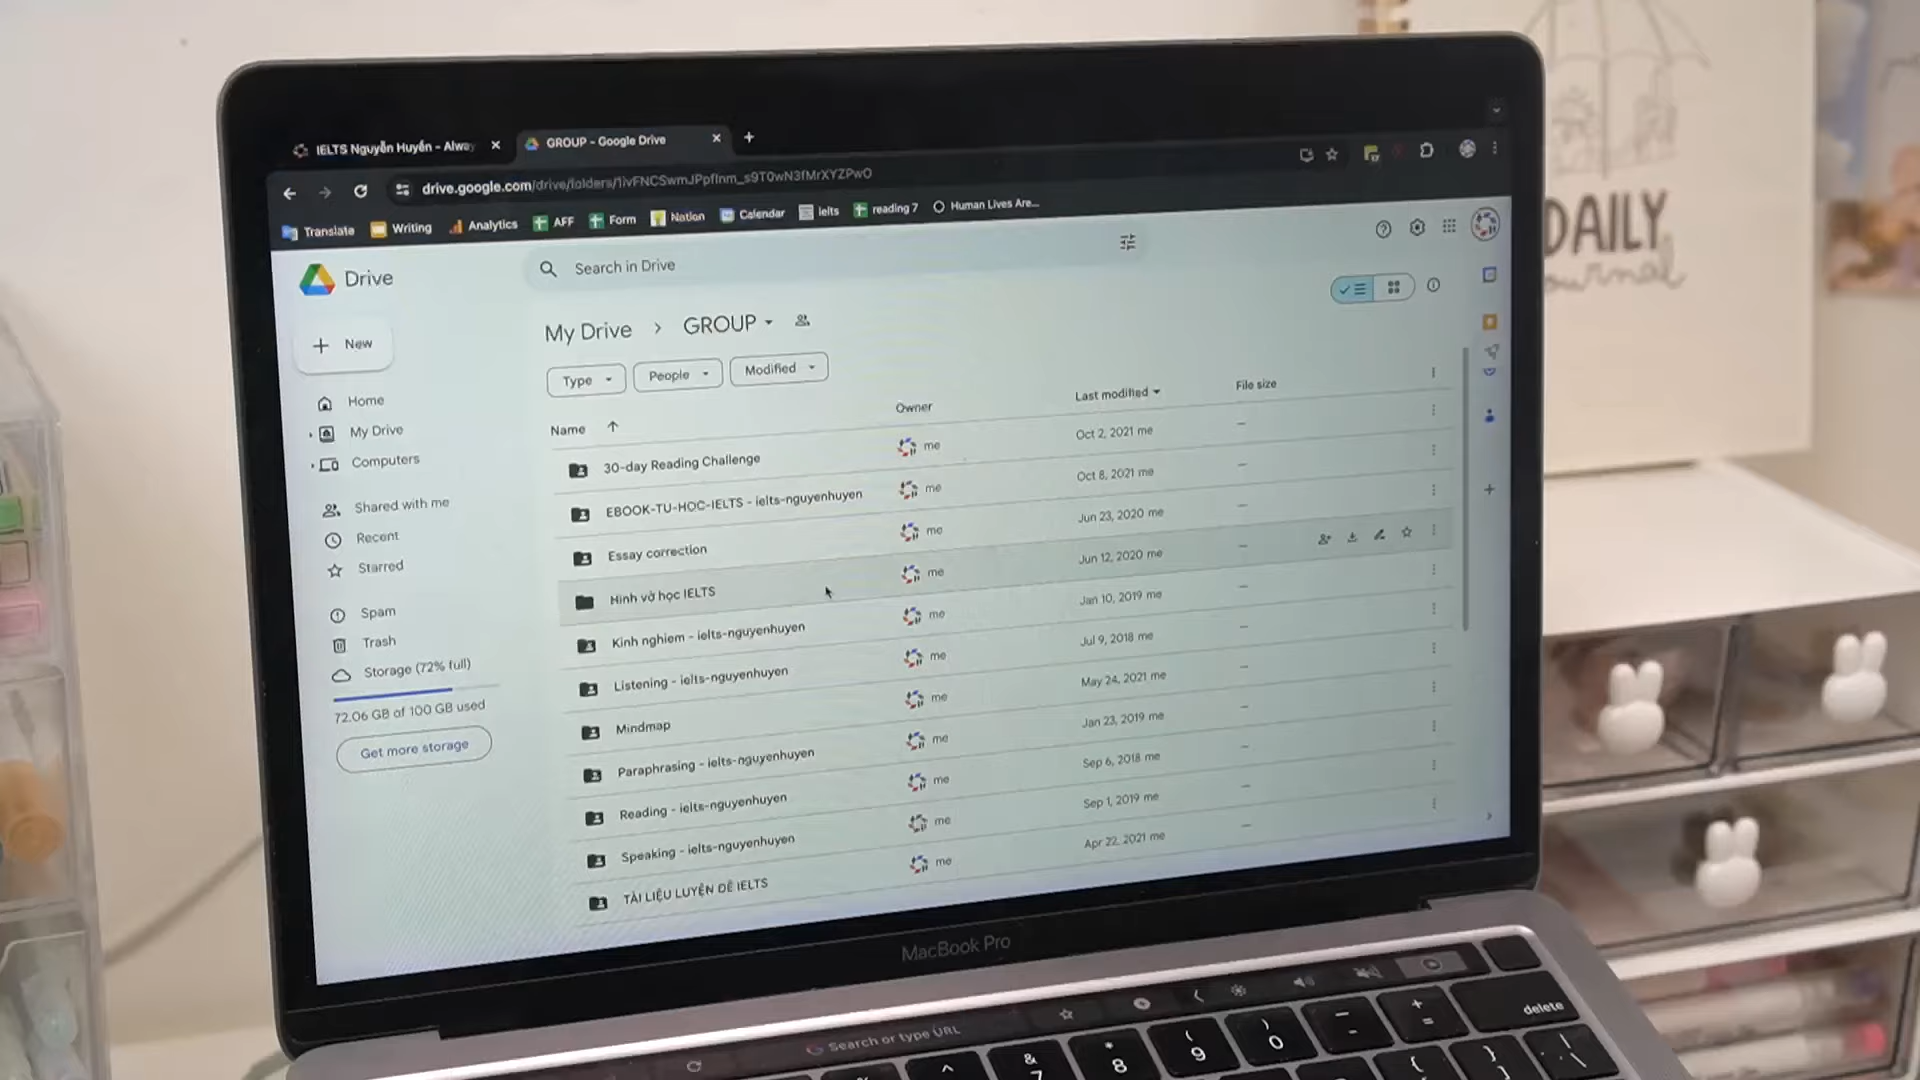 IELTS Nguyễn Huyền - Alway
GROUP - Google Drive
drive.google.com/drive/folders/
Translate
Writing
Analytics
AFF
Form
Nation
Calendar
ielts
reading 7
Human Lives Are...
Drive
Search in Drive
New
My Drive > GROUP
Type
People
Modified
Name
Owner
Last modified
File size
Home
My Drive
Computers
Shared with me
Recent
Starred
Spam
Trash
Storage (72% full)
72.06 GB of 100 GB used
Get more storage
30-day Reading Challenge me Oct 2, 2021 me
EBOOK-TU-HOC-IELTS - ielts-nguyenhuyen me Oct 8, 2021 me
Essay correction me Jun 23, 2020 me
Hình vở học IELTS me Jun 12, 2020 me
Kinh nghiem - ielts-nguyenhuyen me Jan 10, 2019 me
Listening - ielts-nguyenhuyen me Jul 9, 2018 me
Mindmap me May 24, 2021 me
Paraphrasing - ielts-nguyenhuyen me Jan 23, 2019 me
Reading - ielts-nguyenhuyen me Sep 6, 2018 me
Speaking - ielts-nguyenhuyen me Sep 1, 2019 me
TÀI LIỆU LUYỆN ĐỀ IELTS me Apr 22, 2021 me
MacBook Pro
Search or type URL
delete
& 7
* 8
( 9
) 0
DAILY
Journal